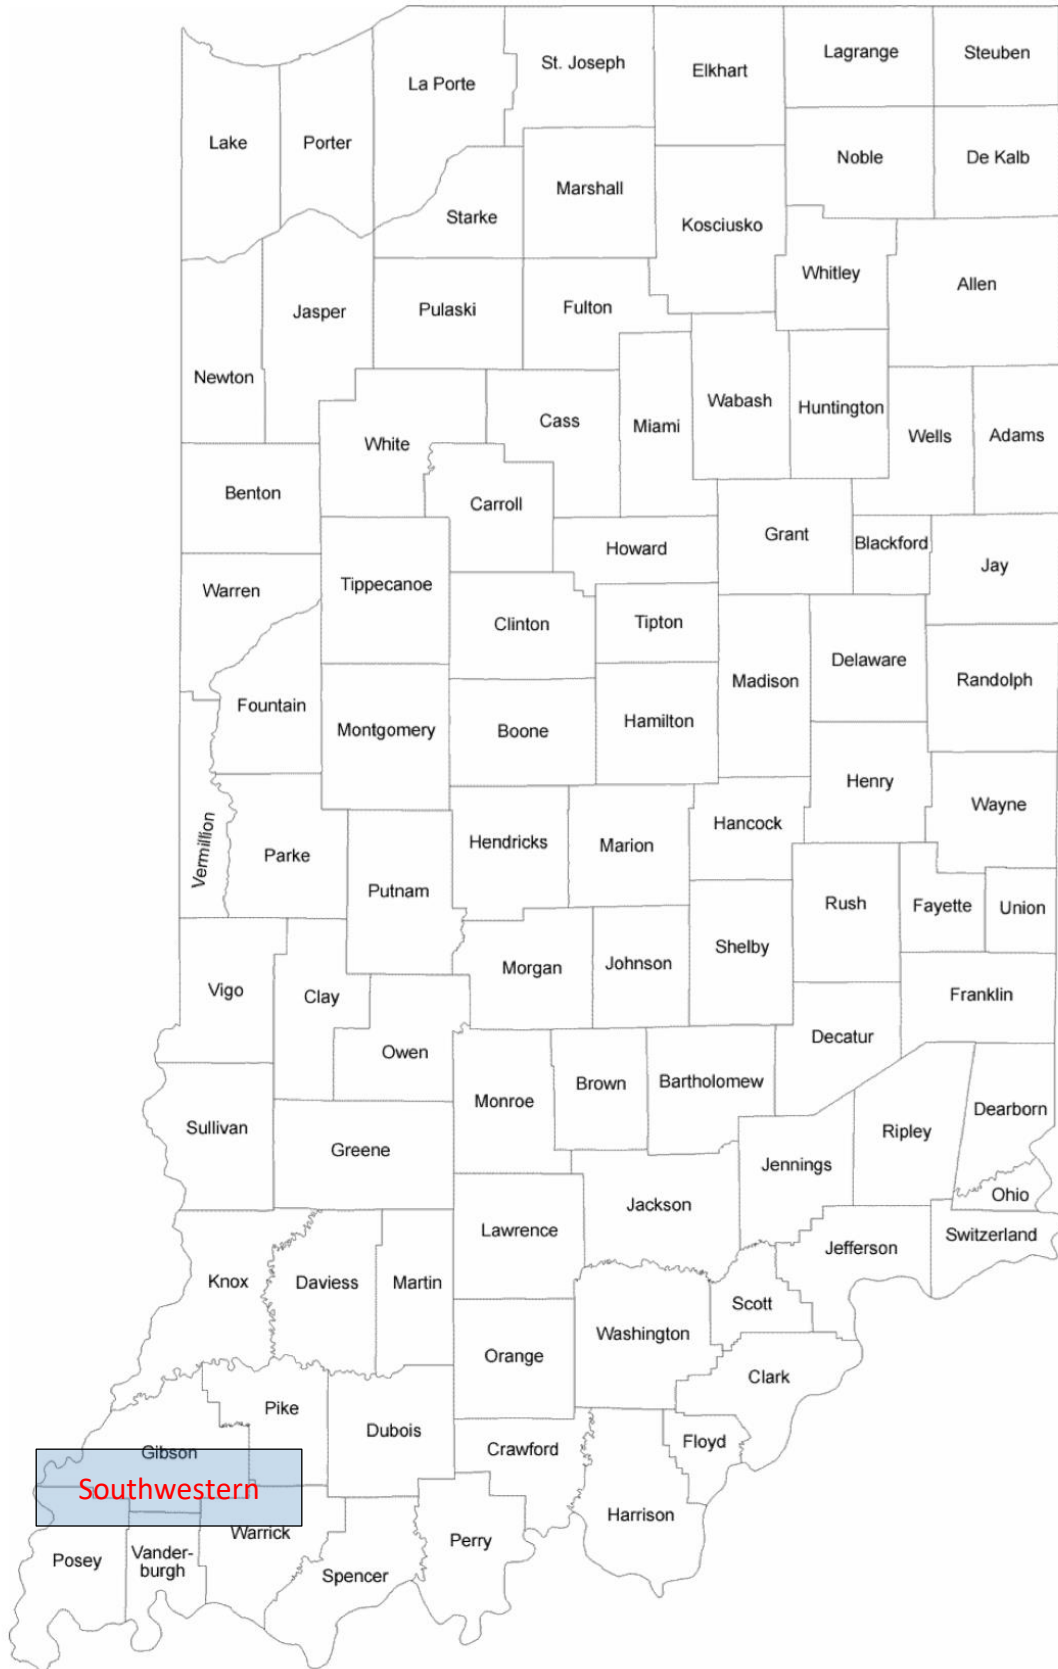 St. Joseph
Lagrange
Steuben
La Porte
Elkhart
Lake
Porter
Noble
De Kalb
Marshall
Starke
Kosciusko
Whitley
Allen
Jasper
Pulaski
Fulton
Newton
Wabash
Huntington
Cass
Miami
Wells
Adams
White
Benton
Carroll
Grant
Blackford
Howard
Jay
Warren
Tippecanoe
Clinton
Tipton
Delaware
Randolph
Madison
Fountain
Montgomery
Boone
Hamilton
Henry
Wayne
Vermillion
Parke
Hendricks
Marion
Hancock
Putnam
Rush
Fayette
Union
Shelby
Morgan
Johnson
Vigo
Clay
Franklin
Owen
Decatur
Brown
Bartholomew
Monroe
Dearborn
Sullivan
Greene
Ripley
Jennings
Ohio
Jackson
Lawrence
Switzerland
Jefferson
Knox
Daviess
Martin
Scott
Washington
Orange
Clark
Pike
Dubois
Floyd
Crawford
Gibson
Southwestern
Harrison
Warrick
Perry
Posey
Vander-
burgh
Spencer